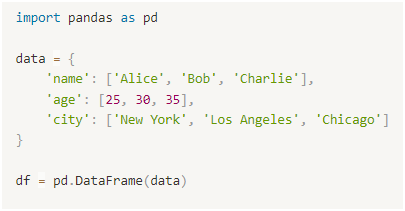 import pandas as pd
data = {
    'name': ['Alice', 'Bob', 'Charlie'],
    'age': [25, 30, 35],
    'city': ['New York', 'Los Angeles', 'Chicago']
}
df = pd.DataFrame(data)